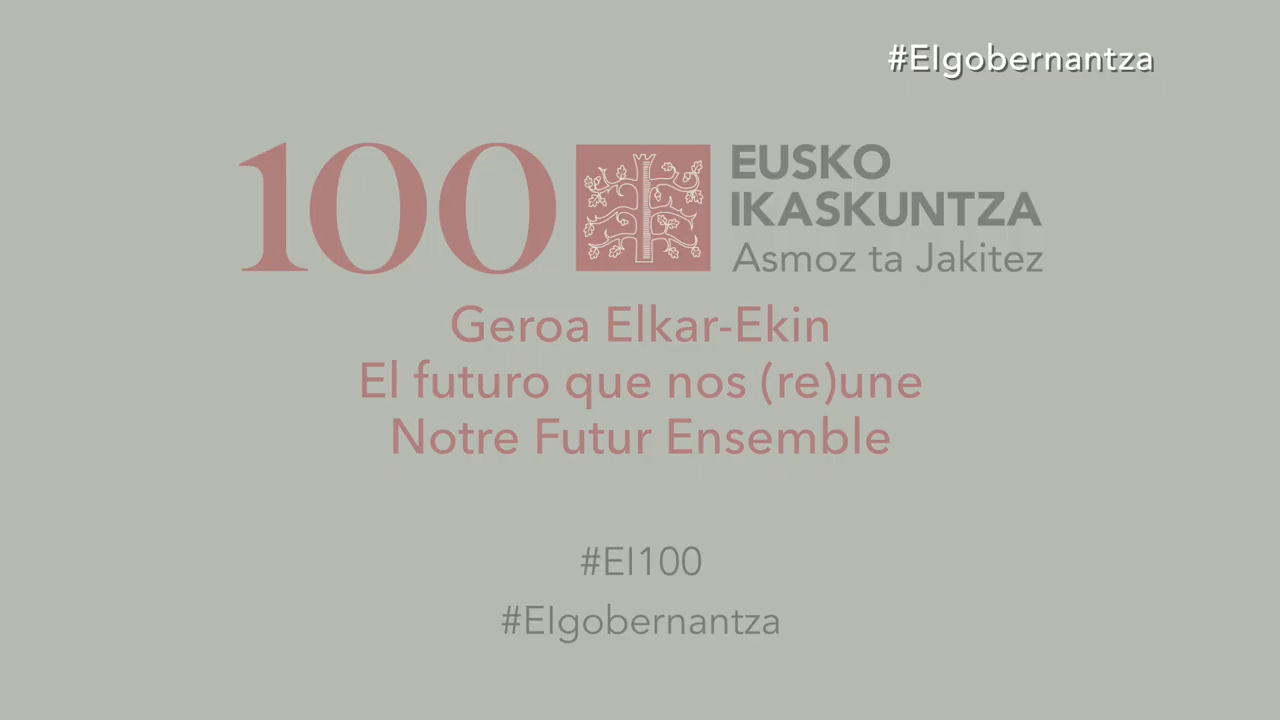 #EIgobernantza
100
EUSKO
IKASKUNTZA
Asmoz ta Jakitez
Geroa Elkar-Ekin
El futuro que nos (re)une
Notre Futur Ensemble
#EI100
#EIgobernantza